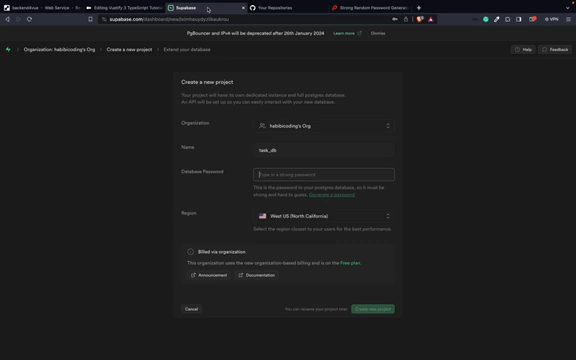 backend4vue - Web Service
Editing Vuetify 3 TypeScript Tutori
Supabase
Your Repositories
Strong Random Password Genera
supabase.com/dashboard/new/
VPN
PgBouncer and IPv4 will be deprecated after 26th January 2024
Learn more
Dismiss
Organization: habibicoding's Org
Create a new project
Extend your database
Help
Feedback
Create a new project
Your project will have its own dedicated instance and full postgres database.
An API will be set up so you can easily interact with your new database.
Organization
habibicoding's Org
Name
task_db
Database Password
Type in a strong password
This is the password to your postgres database, so it must be
strong and hard to guess. Generate a password
Region
West US (North California)
Select the region closest to your users for the best performance.
Billed via organization
This organization uses the new organization-based billing and is on the Free plan.
Announcement
Documentation
Cancel
You can rename your project later
Create new project